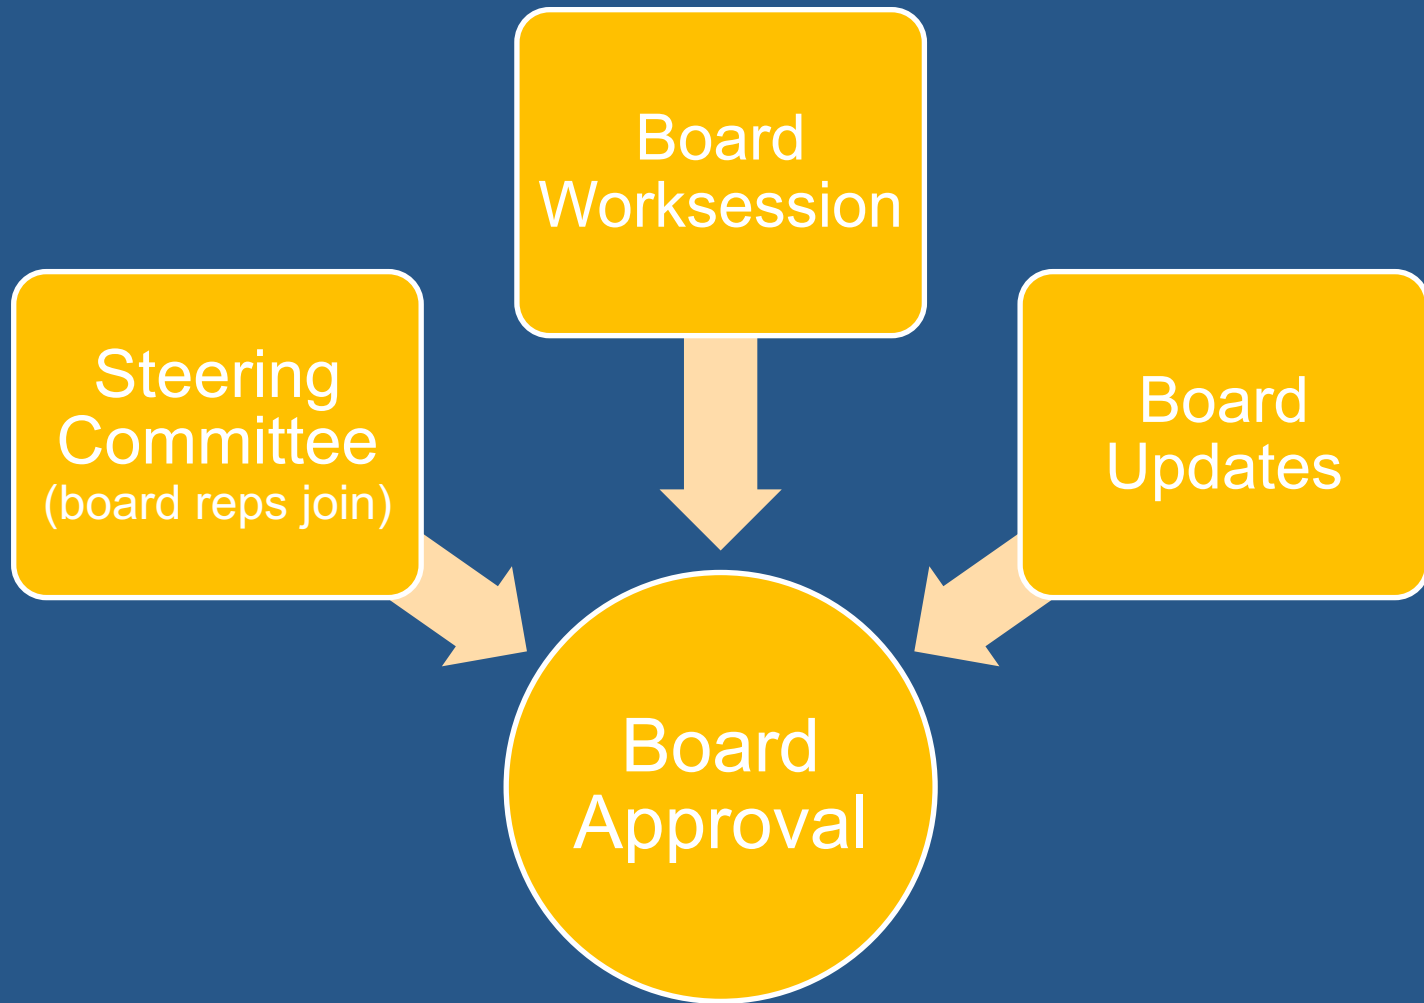 Board
Worksession
Steering
Committee
(board reps join)
Board
Updates
Board
Approval